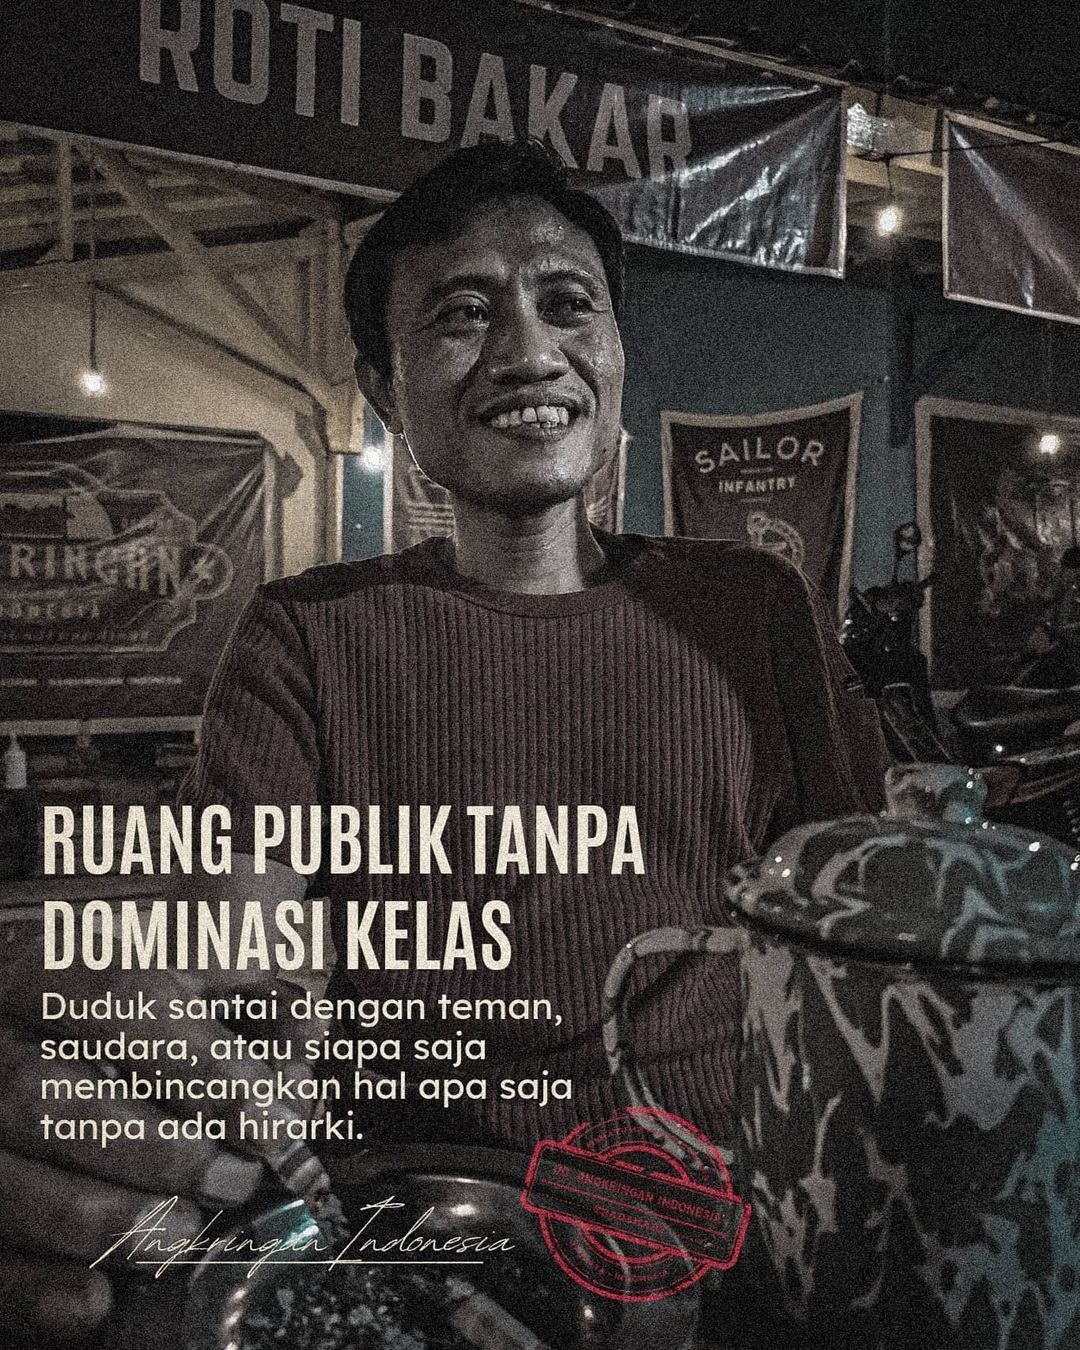 ROTI BAKAR
SAILOR
INFANTRY
RINGAN
RUANG PUBLIK TANPA
DOMINASI KELAS
Duduk santai dengan teman,
saudara, atau siapa saja
membincangkan hal apa saja
tanpa ada hirarki.
Angkringan Indonesia
ANGKRINGAN INDONESIA